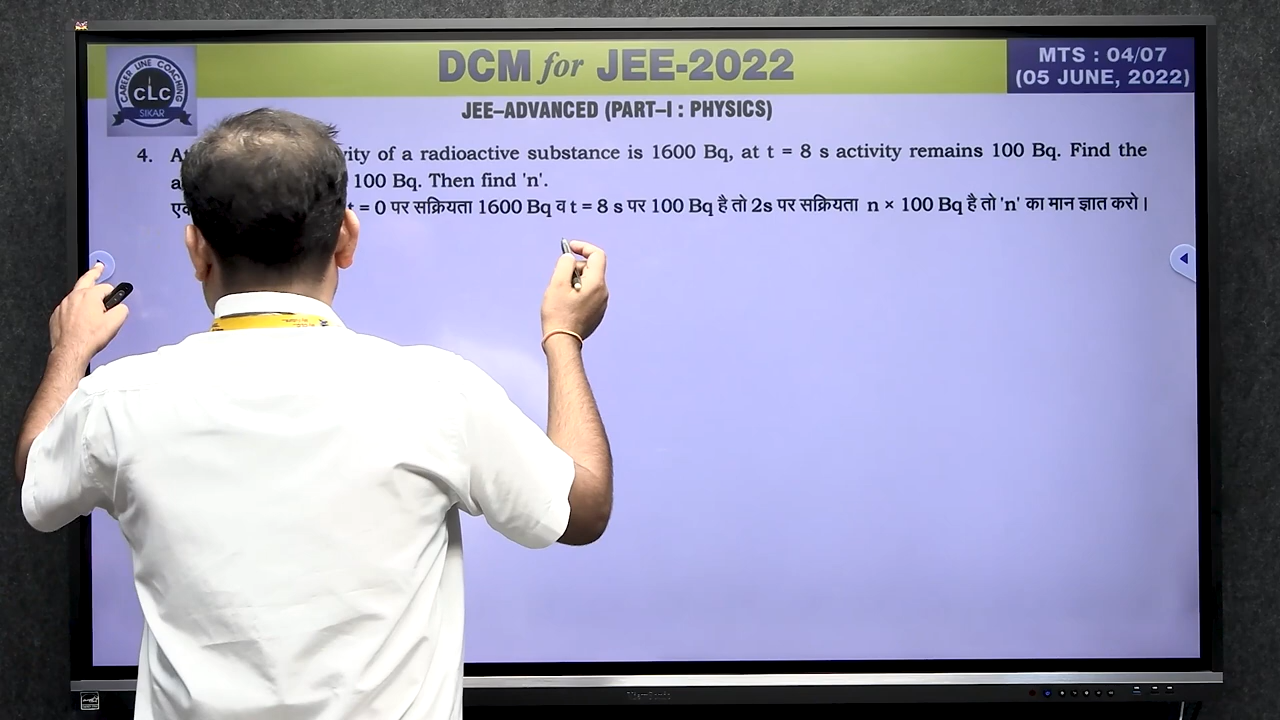 DCM for JEE-2022
MTS : 04/07
(05 JUNE, 2022)
CAREER LINE COACHING
CLC
SIKAR
JEE–ADVANCED (PART–I : PHYSICS)
4. of a radioactive substance is 1600 Bq, at t = 8 s activity remains 100 Bq. Find the
100 Bq. Then find 'n'.
= 0 पर सक्रियता 1600 Bq व t = 8 s पर 100 Bq है तो 2s पर सक्रियता n × 100 Bq है तो 'n' का मान ज्ञात करो।
ViewSonic